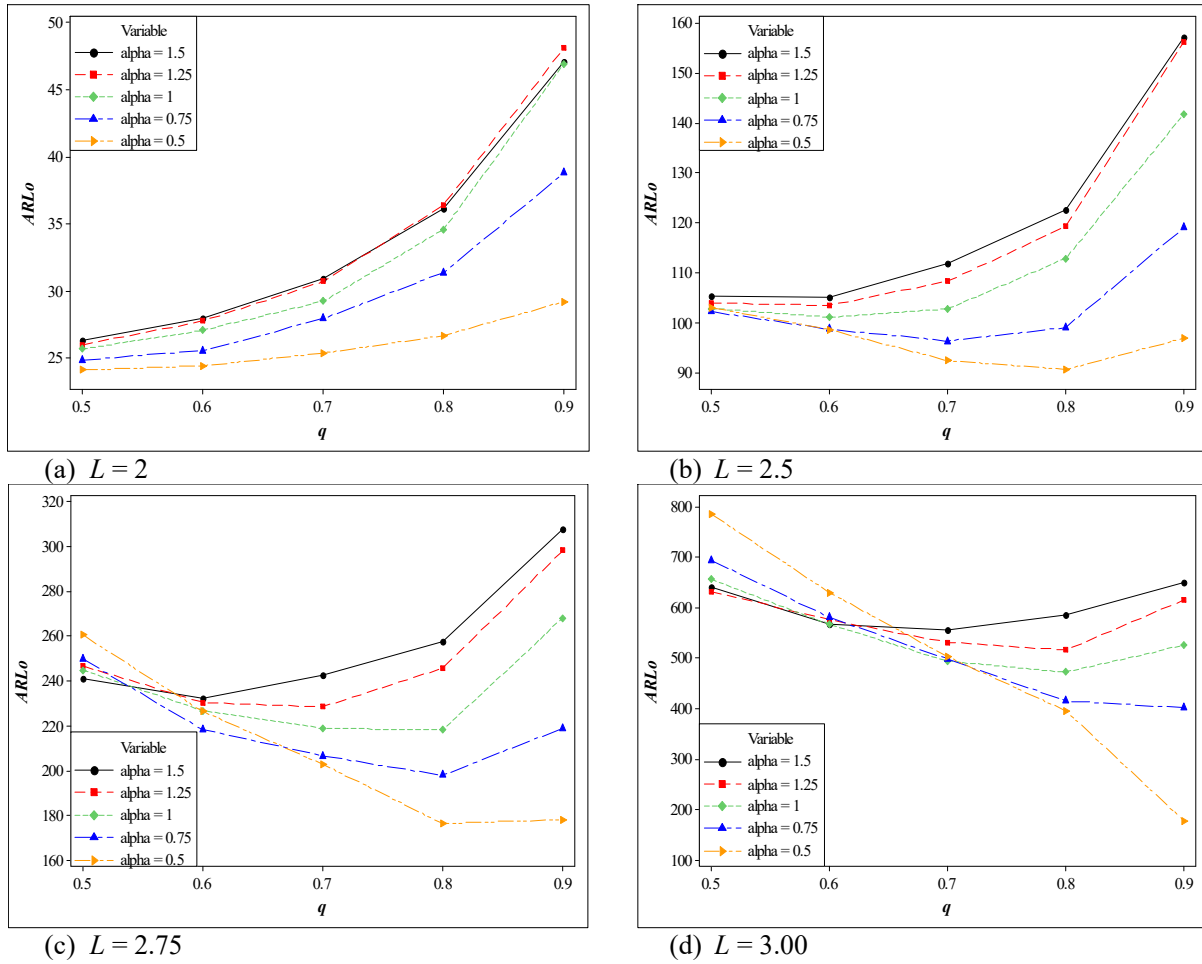 50
45
40
35
30
25
ARLo
Variable
alpha = 1.5
alpha = 1.25
alpha = 1
alpha = 0.75
alpha = 0.5
0.5 0.6 0.7 0.8 0.9
q
(a) L = 2
160
150
140
130
120
110
100
90
ARLo
Variable
alpha = 1.5
alpha = 1.25
alpha = 1
alpha = 0.75
alpha = 0.5
0.5 0.6 0.7 0.8 0.9
q
(b) L = 2.5
320
300
280
260
240
220
200
180
160
ARLo
Variable
alpha = 1.5
alpha = 1.25
alpha = 1
alpha = 0.75
alpha = 0.5
0.5 0.6 0.7 0.8 0.9
q
(c) L = 2.75
800
700
600
500
400
300
200
100
ARLo
Variable
alpha = 1.5
alpha = 1.25
alpha = 1
alpha = 0.75
alpha = 0.5
0.5 0.6 0.7 0.8 0.9
q
(d) L = 3.00